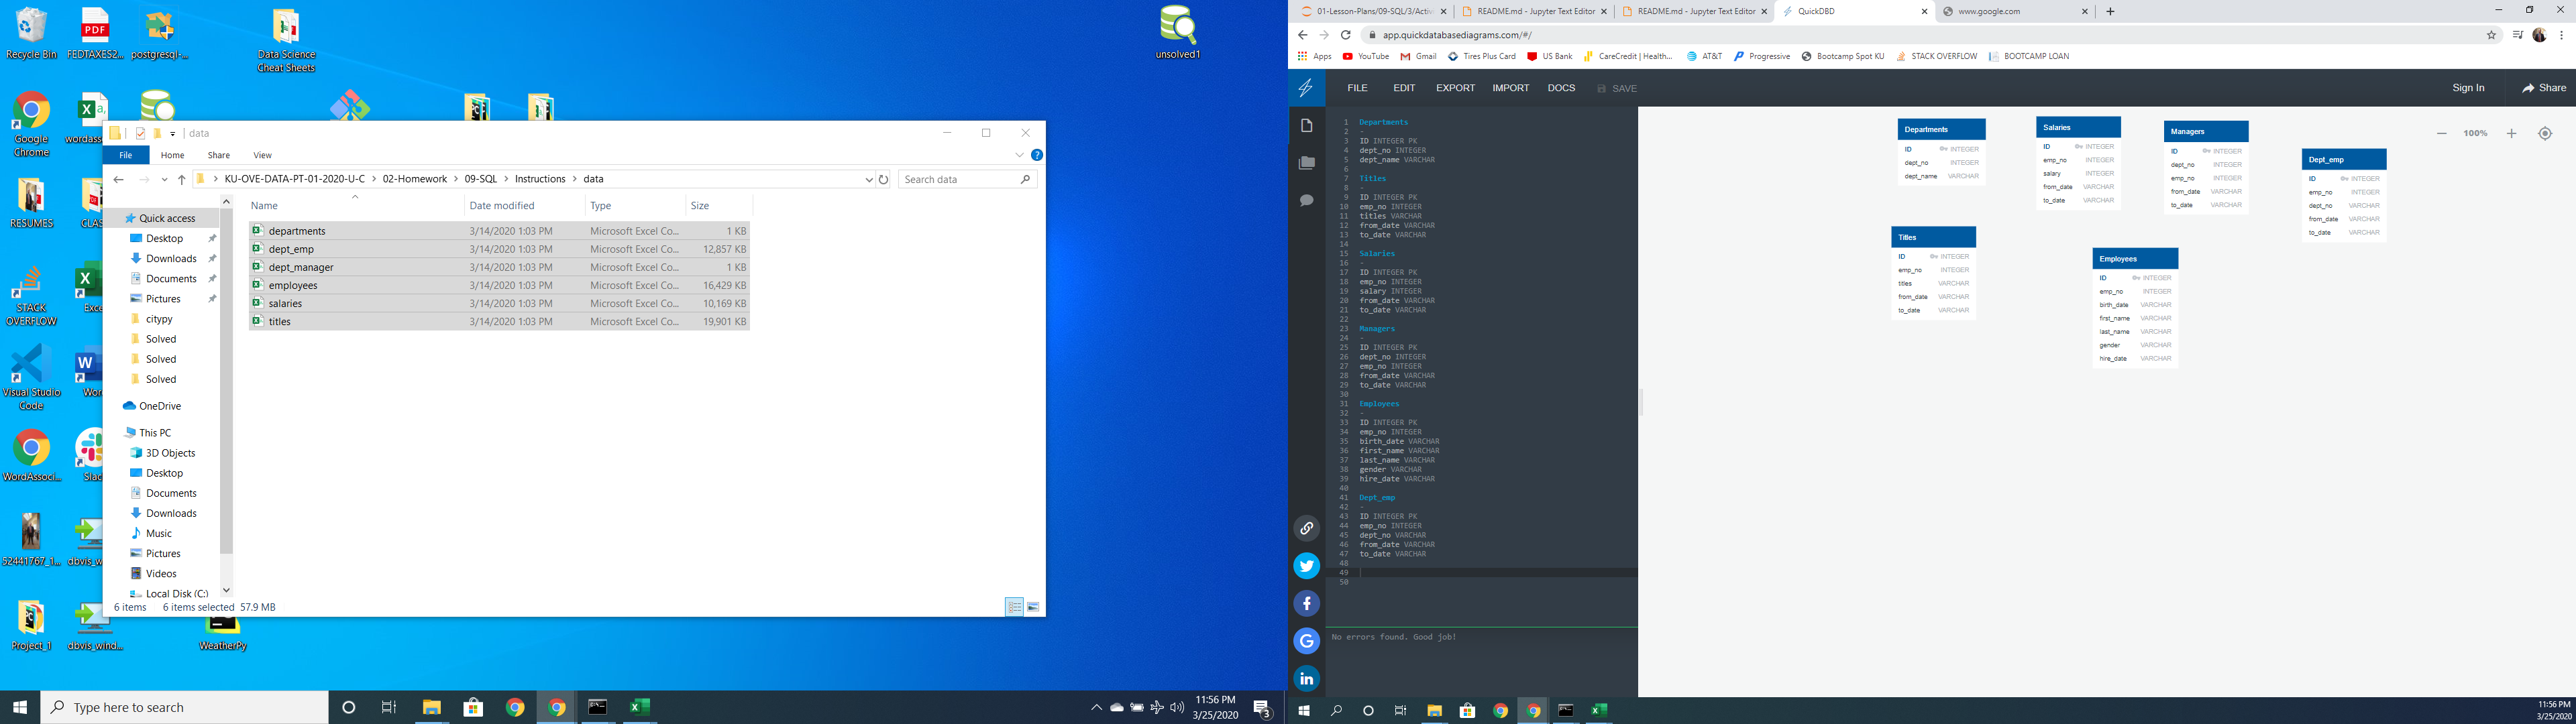 Recycle Bin
FEDTAXES2...
postgresql-...
Data Science
Cheat Sheets
unsolved1
Google
Chrome
wordass
RESUMES
CLAS
STACK
OVERFLOW
Exce
Visual Studio
Code
Wor
WordAssoci...
Slac
52441767_1...
dbvis_w
Project_1
dbvis_wind...
WeatherPy
data
File
Home
Share
View
KU-OVE-DATA-PT-01-2020-U-C > 02-Homework > 09-SQL > Instructions > data
Search data
Name
Date modified
Type
Size
Quick access
Desktop
Downloads
Documents
Pictures
citypy
Solved
Solved
Solved
OneDrive
This PC
3D Objects
Desktop
Documents
Downloads
Music
Pictures
Videos
Local Disk (C:)
departments 3/14/2020 1:03 PM Microsoft Excel Co... 1 KB
dept_emp 3/14/2020 1:03 PM Microsoft Excel Co... 12,857 KB
dept_manager 3/14/2020 1:03 PM Microsoft Excel Co... 1 KB
employees 3/14/2020 1:03 PM Microsoft Excel Co... 16,429 KB
salaries 3/14/2020 1:03 PM Microsoft Excel Co... 10,169 KB
titles 3/14/2020 1:03 PM Microsoft Excel Co... 19,901 KB
6 items 6 items selected 57.9 MB
Type here to search
11:56 PM
3/25/2020
3
01-Lesson-Plans/09-SQL/3/Activi
README.md - Jupyter Text Editor
README.md - Jupyter Text Editor
QuickDBD
www.google.com
app.quickdatabasediagrams.com/#/
Apps
YouTube
Gmail
Tires Plus Card
US Bank
CareCredit | Health...
AT&T
Progressive
Bootcamp Spot KU
STACK OVERFLOW
BOOTCAMP LOAN
FILE
EDIT
EXPORT
IMPORT
DOCS
SAVE
Sign In
Share
1 Departments
2 -
3 ID INTEGER PK
4 dept_no INTEGER
5 dept_name VARCHAR
6
7 Titles
8 -
9 ID INTEGER PK
10 emp_no INTEGER
11 titles VARCHAR
12 from_date VARCHAR
13 to_date VARCHAR
14
15 Salaries
16 -
17 ID INTEGER PK
18 emp_no INTEGER
19 salary INTEGER
20 from_date VARCHAR
21 to_date VARCHAR
22
23 Managers
24 -
25 ID INTEGER PK
26 dept_no INTEGER
27 emp_no INTEGER
28 from_date VARCHAR
29 to_date VARCHAR
30
31 Employees
32 -
33 ID INTEGER PK
34 emp_no INTEGER
35 birth_date VARCHAR
36 first_name VARCHAR
37 last_name VARCHAR
38 gender VARCHAR
39 hire_date VARCHAR
40
41 Dept_emp
42 -
43 ID INTEGER PK
44 emp_no INTEGER
45 dept_no VARCHAR
46 from_date VARCHAR
47 to_date VARCHAR
48
49
50
No errors found. Good job!
Departments
ID INTEGER
dept_no INTEGER
dept_name VARCHAR
Salaries
ID INTEGER
emp_no INTEGER
salary INTEGER
from_date VARCHAR
to_date VARCHAR
Managers
ID INTEGER
dept_no INTEGER
emp_no INTEGER
from_date VARCHAR
to_date VARCHAR
Dept_emp
ID INTEGER
emp_no INTEGER
dept_no VARCHAR
from_date VARCHAR
to_date VARCHAR
Titles
ID INTEGER
emp_no INTEGER
titles VARCHAR
from_date VARCHAR
to_date VARCHAR
Employees
ID INTEGER
emp_no INTEGER
birth_date VARCHAR
first_name VARCHAR
last_name VARCHAR
gender VARCHAR
hire_date VARCHAR
100%
11:56 PM
3/25/2020